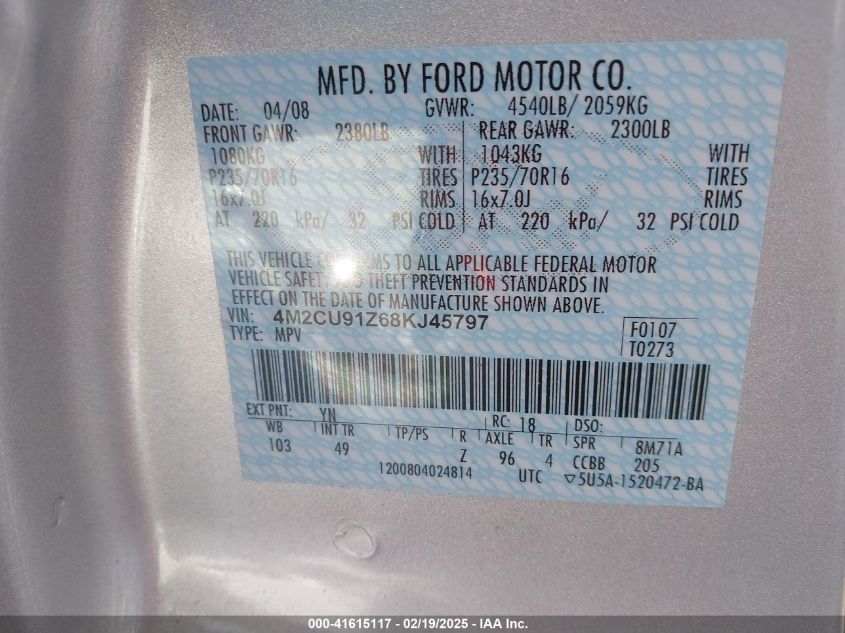 MFD. BY FORD MOTOR CO.
DATE: 04/08 GVWR: 4540LB/ 2059KG
FRONT GAWR: 2380LB REAR GAWR: 2300LB
1080KG WITH 1043KG WITH
P235/70R16 TIRES P235/70R16 TIRES
16x7.0J RIMS 16x7.0J RIMS
AT 220 kPa/ 32 PSI COLD AT 220 kPa/ 32 PSI COLD
THIS VEHICLE CONFORMS TO ALL APPLICABLE FEDERAL MOTOR
VEHICLE SAFETY AND THEFT PREVENTION STANDARDS IN
EFFECT ON THE DATE OF MANUFACTURE SHOWN ABOVE.
VIN: 4M2CU91Z68KJ45797
TYPE: MPV
F0107
T0273
EXT PNT: YN RC: 18 DSO:
WB INT TR TP/PS R AXLE TR SPR 8M71A
103 49 Z 96 4 CCBB 205
1200804024814 UTC ▽5U5A-1520472-BA
000-41615117 - 02/19/2025 - IAA Inc.